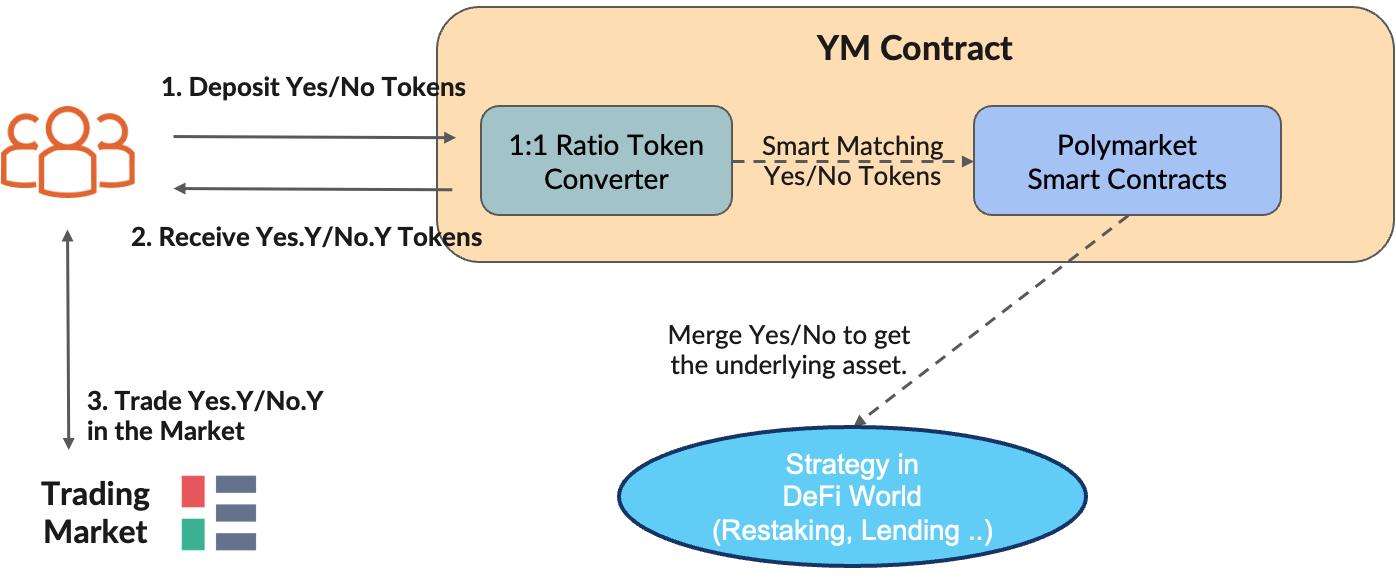 YM Contract
1. Deposit Yes/No Tokens
1:1 Ratio Token
Converter
Smart Matching
Yes/No Tokens
Polymarket
Smart Contracts
2. Receive Yes.Y/No.Y Tokens
Merge Yes/No to get
the underlying asset.
3. Trade Yes.Y/No.Y
in the Market
Trading
Market
Strategy in
DeFi World
(Restaking, Lending ..)